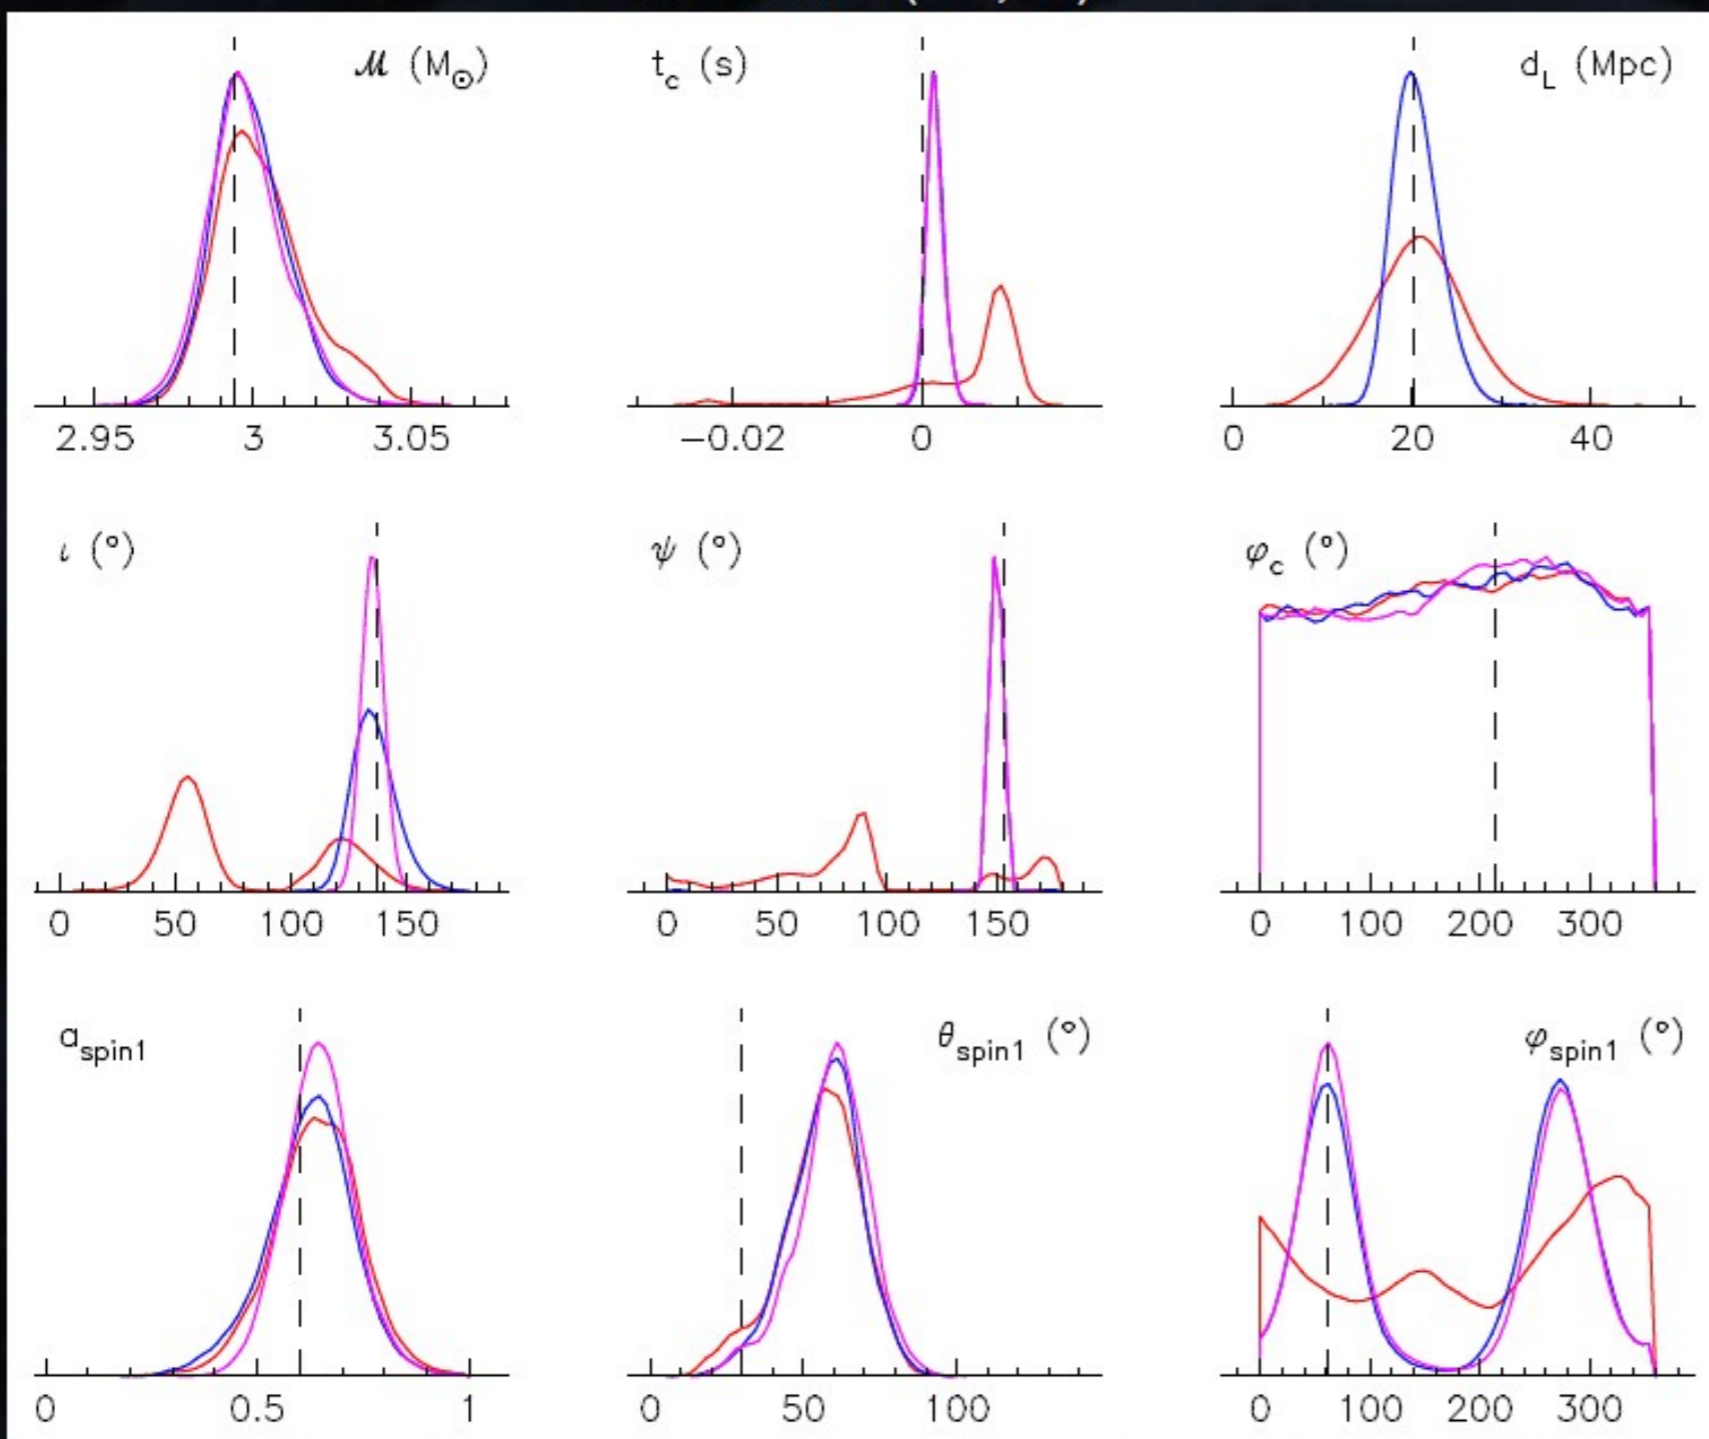 ℳ (M☉)
t_c (s)
d_L (Mpc)
2.95 3 3.05
−0.02 0
0 20 40
ι (°)
ψ (°)
φ_c (°)
0 50 100 150
0 50 100 150
0 100 200 300
a_spin1
θ_spin1 (°)
φ_spin1 (°)
0 0.5 1
0 50 100
0 100 200 300